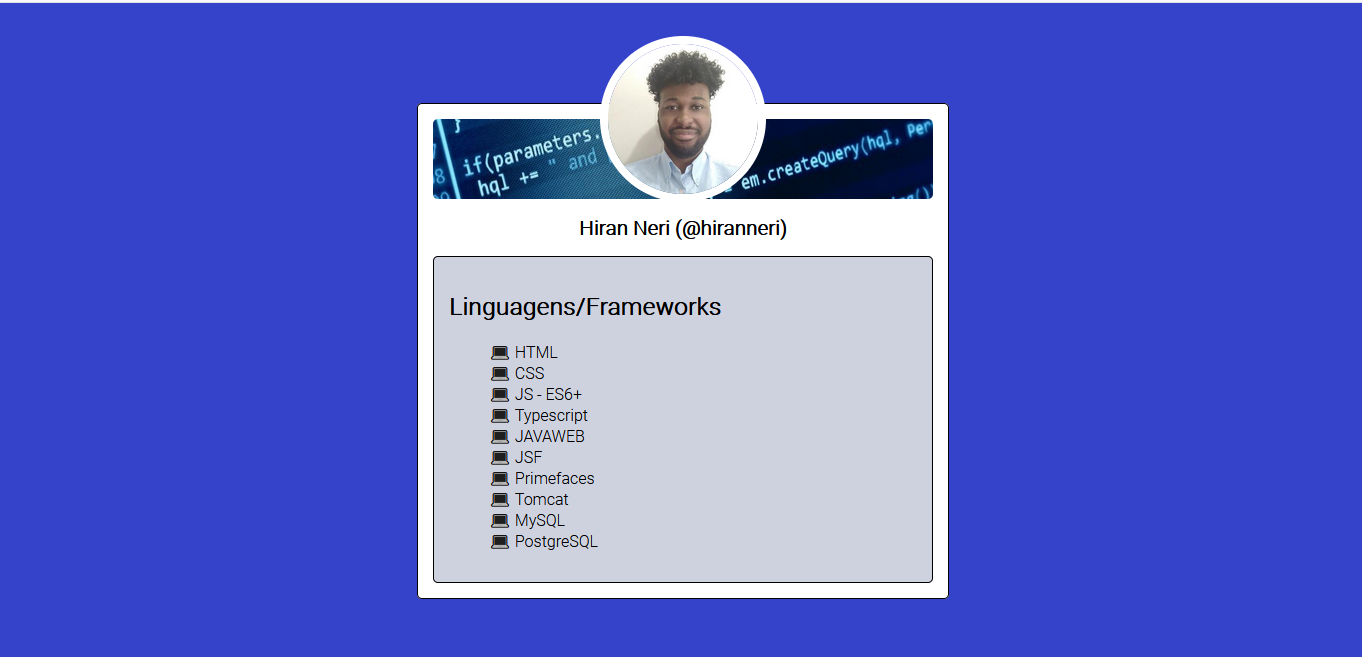 }
if(parameters.
hql += " and
em.createQuery(hql, Per
Hiran Neri (@hiranneri)
Linguagens/Frameworks
HTML
CSS
JS - ES6+
Typescript
JAVAWEB
JSF
Primefaces
Tomcat
MySQL
PostgreSQL